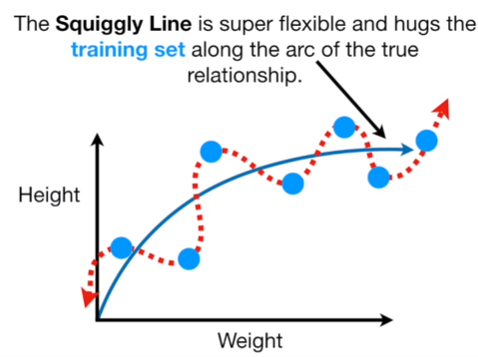 The Squiggly Line is super flexible and hugs the
training set along the arc of the true
relationship.
Height
Weight